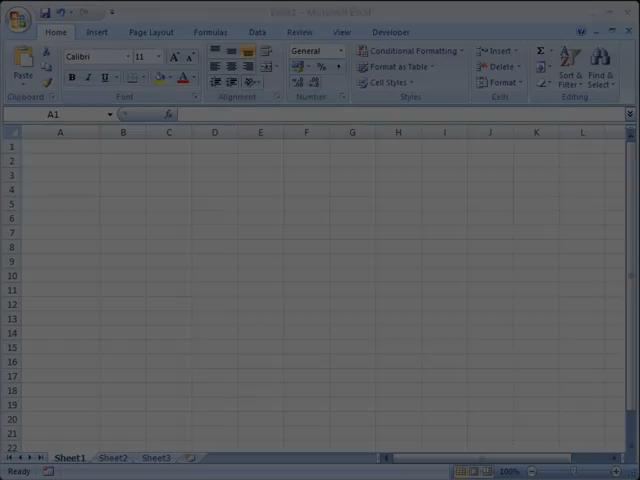 Book1 - Microsoft Excel
Home Insert Page Layout Formulas Data Review View Developer
Calibri 11 General Conditional Formatting Insert Σ
Paste B I U A % , Format as Table Delete Sort & Filter Find & Select
Cell Styles Format
Clipboard Font Alignment Number Styles Cells Editing
A1 fx
A B C D E F G H I J K L
1
2
3
4
5
6
7
8
9
10
11
12
13
14
15
16
17
18
19
20
21
22
Sheet1 Sheet2 Sheet3
Ready 100%